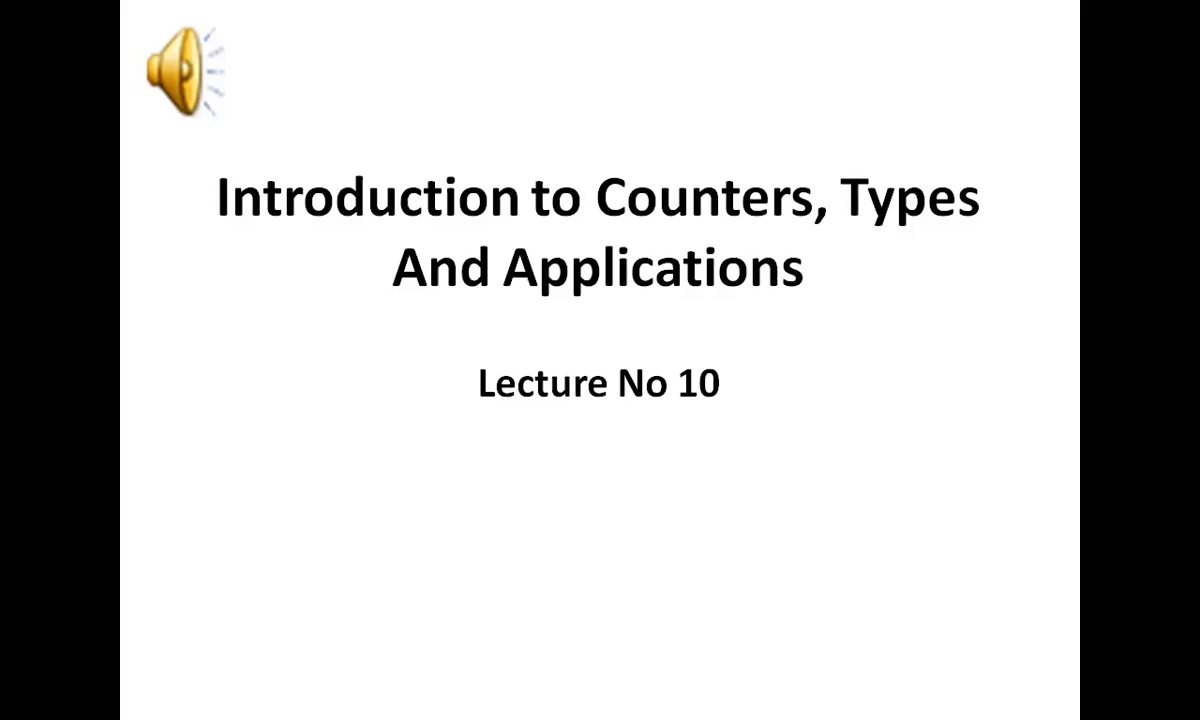 Introduction to Counters, Types
And Applications
Lecture No 10